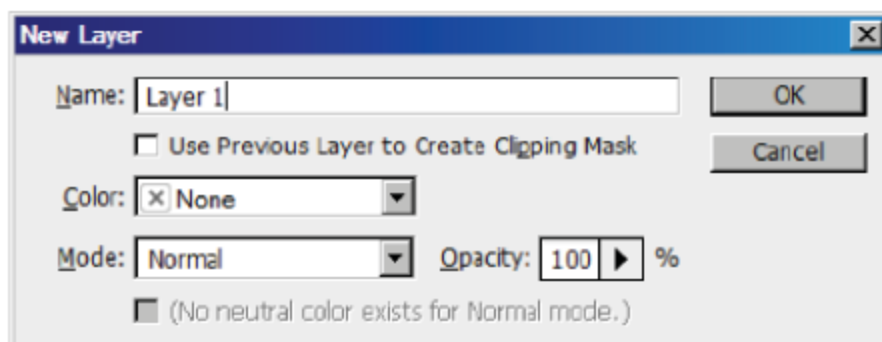 New Layer
Name: Layer 1 OK
Use Previous Layer to Create Clipping Mask Cancel
Color: None
Mode: Normal Opacity: 100 %
(No neutral color exists for Normal mode.)